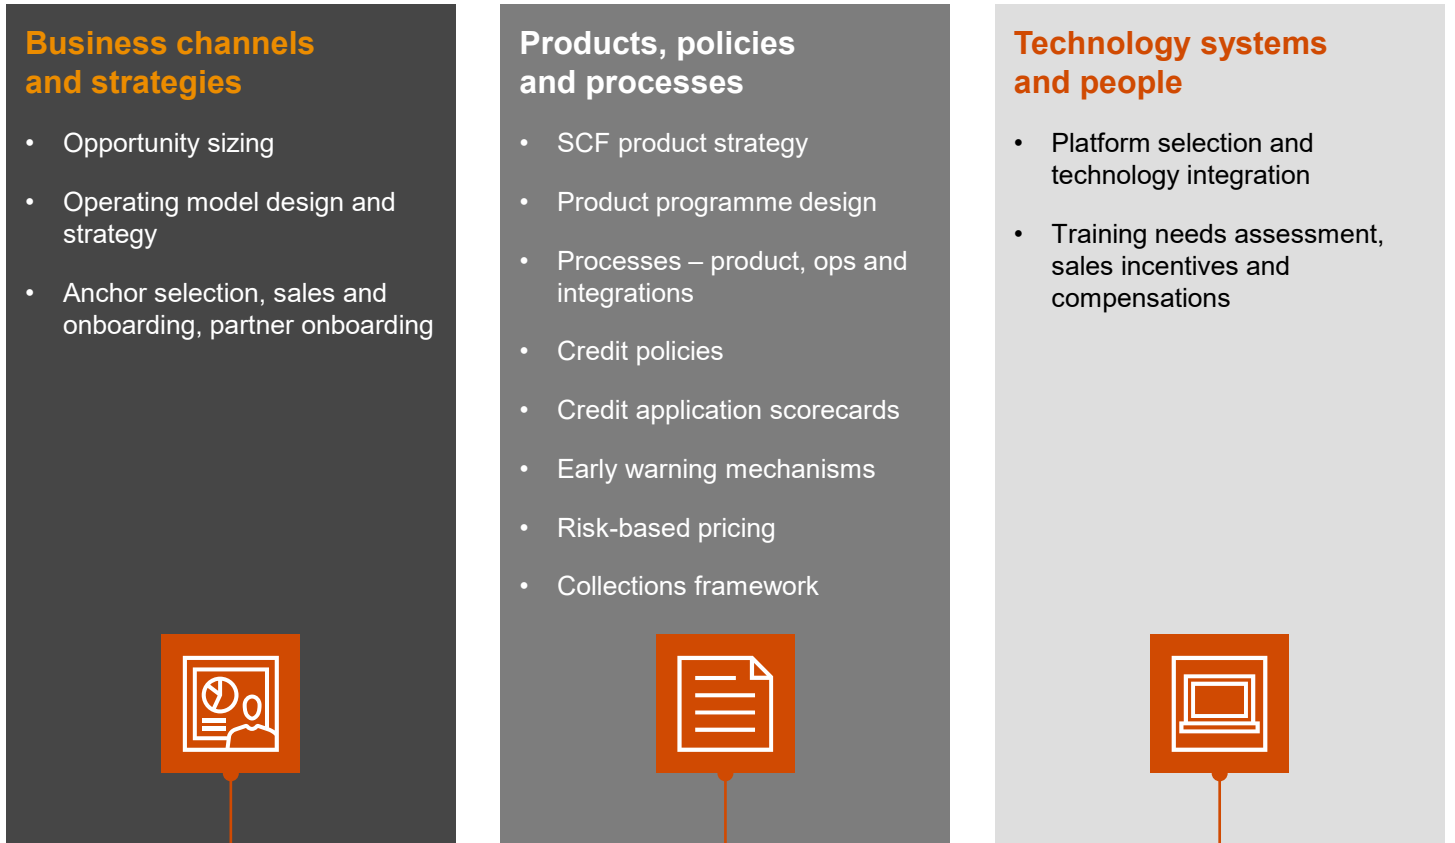 Business channels
and strategies
• Opportunity sizing
• Operating model design and
strategy
• Anchor selection, sales and
onboarding, partner onboarding
Products, policies
and processes
• SCF product strategy
• Product programme design
• Processes – product, ops and
integrations
• Credit policies
• Credit application scorecards
• Early warning mechanisms
• Risk-based pricing
• Collections framework
Technology systems
and people
• Platform selection and
technology integration
• Training needs assessment,
sales incentives and
compensations